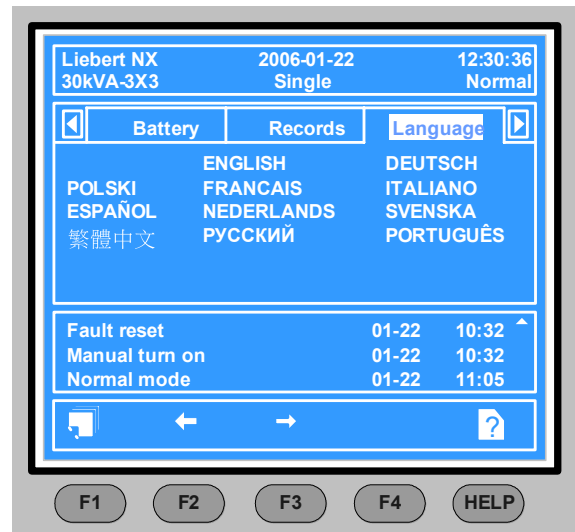 Liebert NX 2006-01-22 12:30:36
30kVA-3X3 Single Normal
Battery Records Language
ENGLISH DEUTSCH
POLSKI FRANCAIS ITALIANO
ESPAÑOL NEDERLANDS SVENSKA
繁體中文 РУССКИЙ PORTUGUÊS
Fault reset 01-22 10:32
Manual turn on 01-22 10:32
Normal mode 01-22 11:05
?
F1 F2 F3 F4 HELP